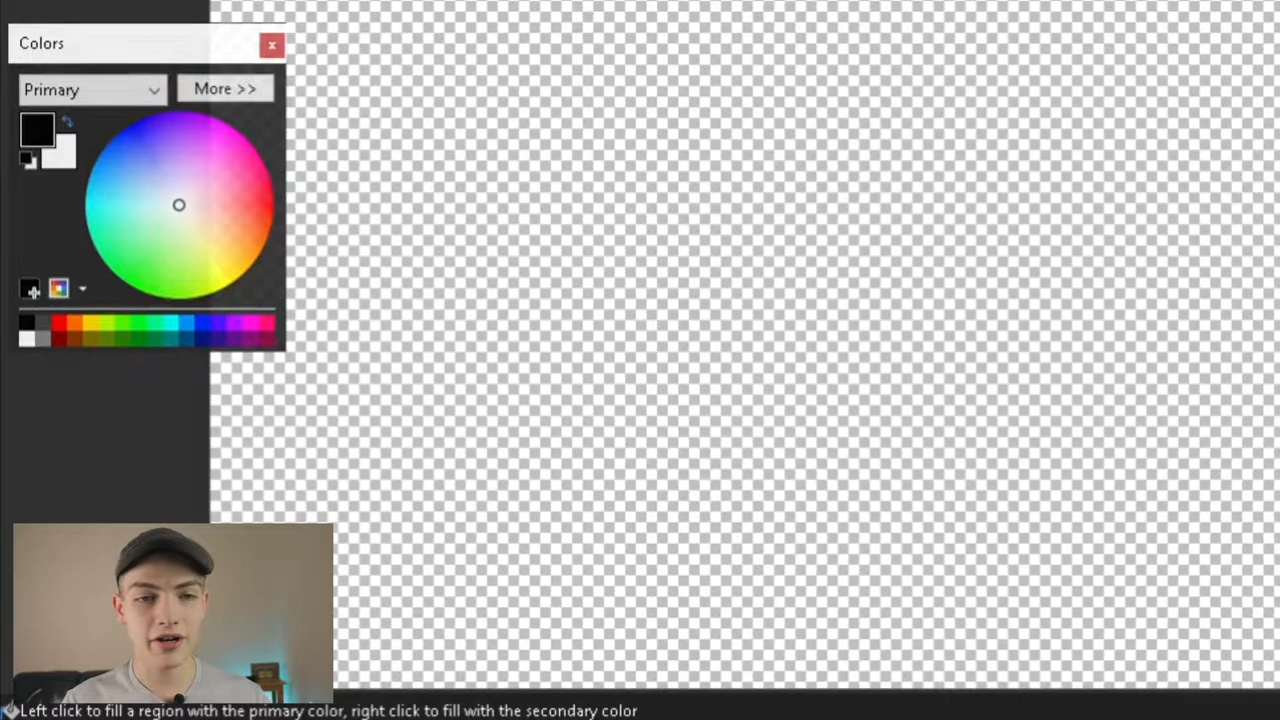 Colors
Primary
More >>
Left click to fill a region with the primary color, right click to fill with the secondary color